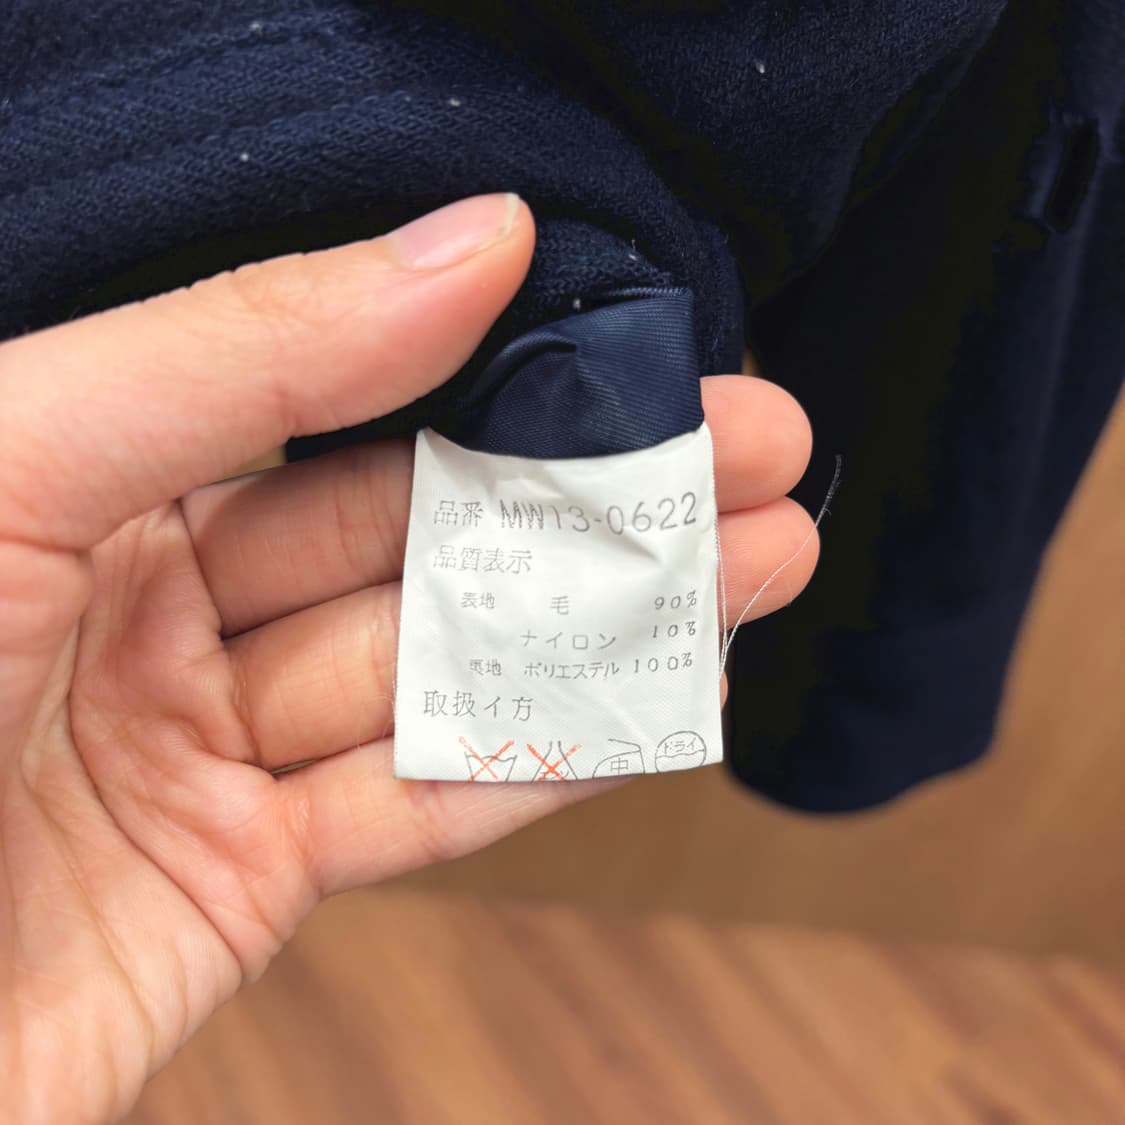 品番 MW13-0622
品質表示
表地 毛 90%
ナイロン 10%
裏地 ポリエステル 100%
取扱イ方
中 ドライ